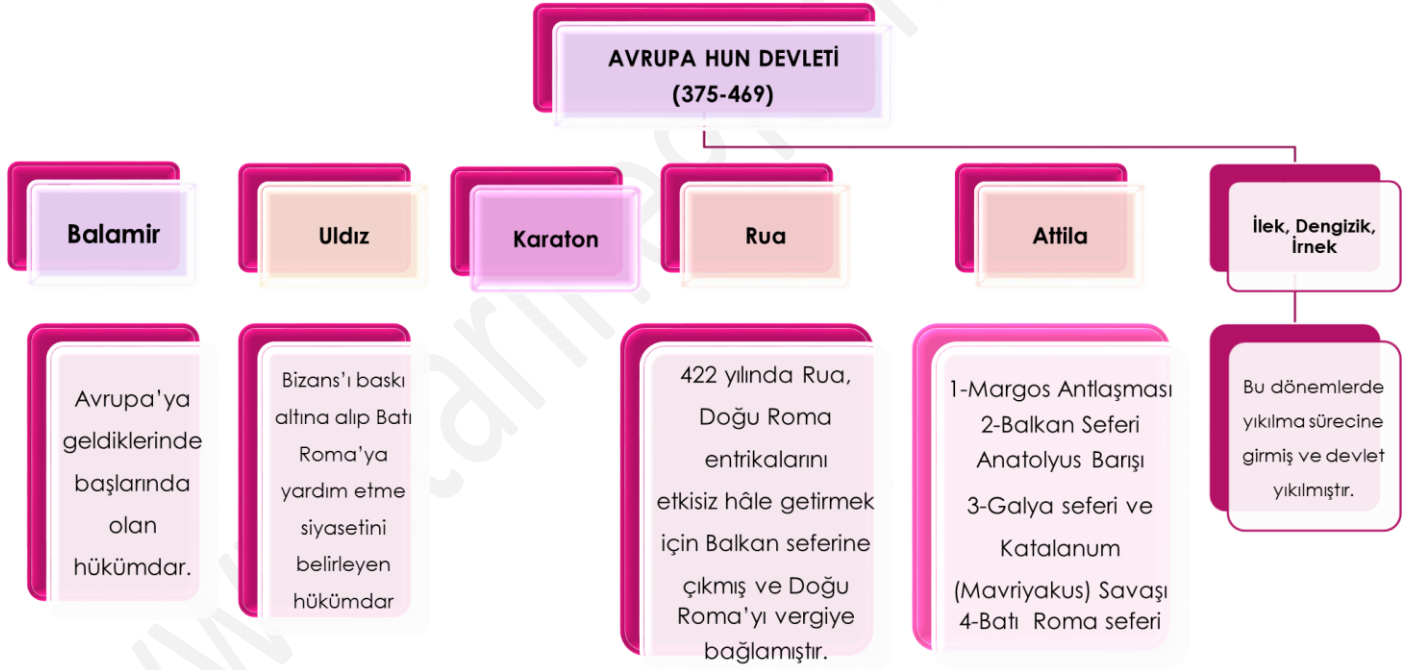 AVRUPA HUN DEVLETİ
(375-469)
Balamir
Uldız
Karaton
Rua
Attila
İlek, Dengizik,
İrnek
Avrupa’ya
geldiklerinde
başlarında
olan
hükümdar.
Bizans’ı baskı
altına alıp Batı
Roma’ya
yardım etme
siyasetini
belirleyen
hükümdar
422 yılında Rua,
Doğu Roma
entrikalarını
etkisiz hâle getirmek
için Balkan seferine
çıkmış ve Doğu
Roma’yı vergiye
bağlamıştır.
1-Margos Antlaşması
2-Balkan Seferi
Anatolyus Barışı
3-Galya seferi ve
Katalanum
(Mavriyakus) Savaşı
4-Batı Roma seferi
Bu dönemlerde
yıkılma sürecine
girmiş ve devlet
yıkılmıştır.